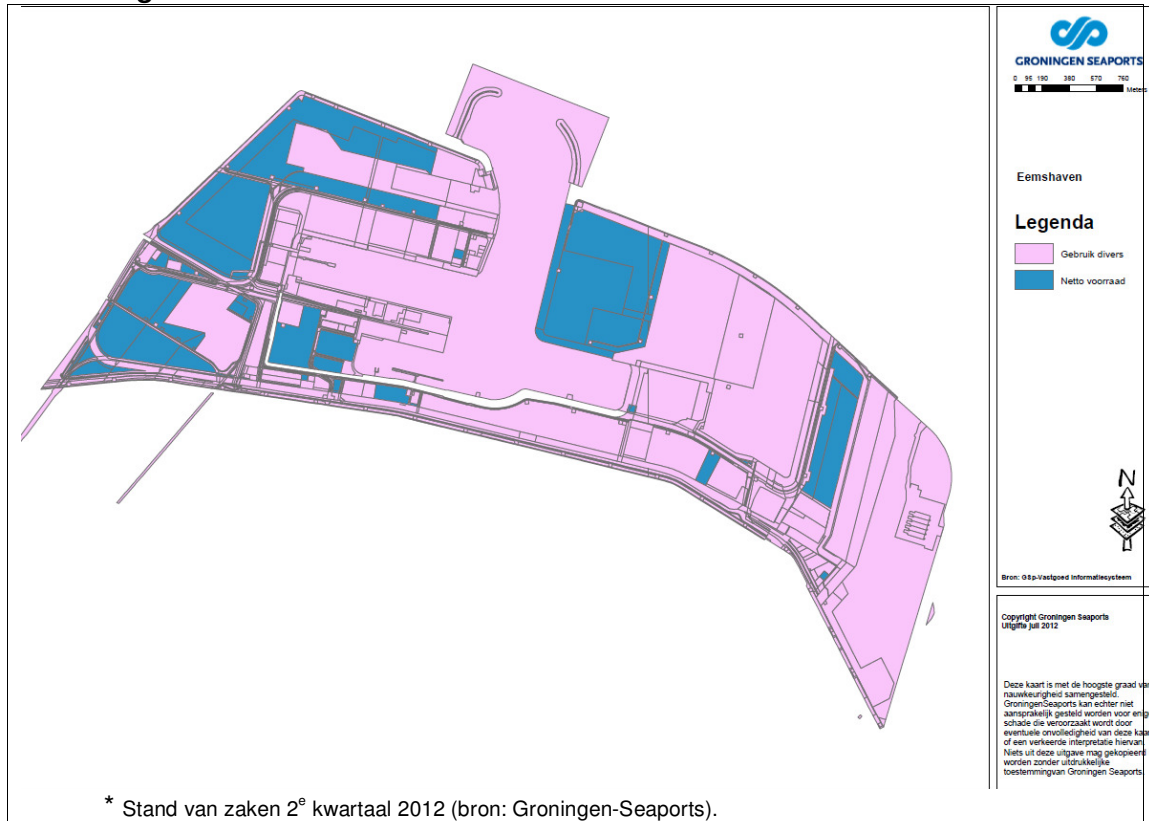 GRONINGEN SEAPORTS
0 95 190 380 570 760
Meters
Eemshaven
Legenda
Gebruik divers
Netto voorraad
N
Bron: GSp-Vastgoed Informatiesysteem
Copyright Groningen Seaports
Uitgifte juli 2012
Deze kaart is met de hoogste graad van
nauwkeurigheid samengesteld.
GroningenSeaports kan echter niet
aansprakelijk gesteld worden voor enige
schade die veroorzaakt wordt door
eventuele onvolledigheid van deze kaart
of een verkeerde interpretatie hiervan.
Niets uit deze uitgave mag gekopieerd
worden zonder uitdrukkelijke
toestemmingvan Groningen Seaports.
* Stand van zaken 2e kwartaal 2012 (bron: Groningen-Seaports).